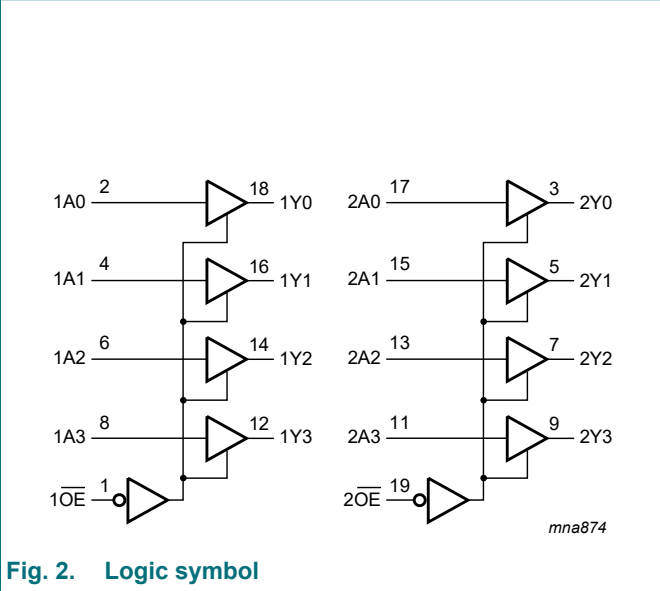 1A0 2 18 1Y0 2A0 17 3 2Y0
1A1 4 16 1Y1 2A1 15 5 2Y1
1A2 6 14 1Y2 2A2 13 7 2Y2
1A3 8 12 1Y3 2A3 11 9 2Y3
1O̅E̅ 1 2O̅E̅ 19
mna874
Fig. 2. Logic symbol